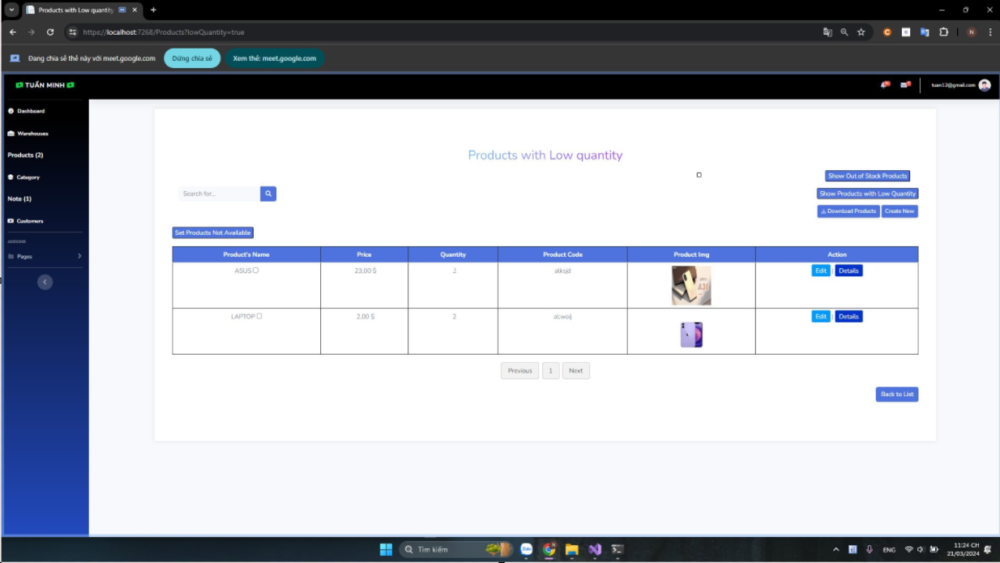 Products with Low quantity
https://localhost:7268/Products?lowQuantity=true
N
Đang chia sẻ thẻ này với meet.google.com
Dừng chia sẻ
Xem thẻ: meet.google.com
TUẤN MINH
tuan12@gmail.com
Dashboard
Warehouses
Products (2)
Category
Note (1)
Customers
ADDONS
Pages
Products with Low quantity
Show Out of Stock Products
Search for...
Show Products with Low Quantity
Download Products
Create New
Set Products Not Available
Product's Name Price Quantity Product Code Product Img Action
ASUS 23,00 $ 2 alksjd Edit | Details
A38
LAPTOP 2,00 $ 2 Edit | Details
Previous 1 Next
Back to List
Tìm kiếm
Zalo
ENG
11:24 CH
21/03/2024